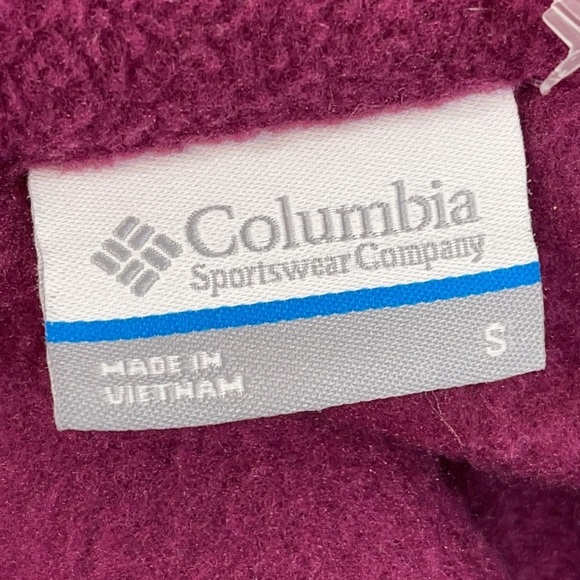 Columbia
Sportswear Company
MADE IN
VIETNAM
S